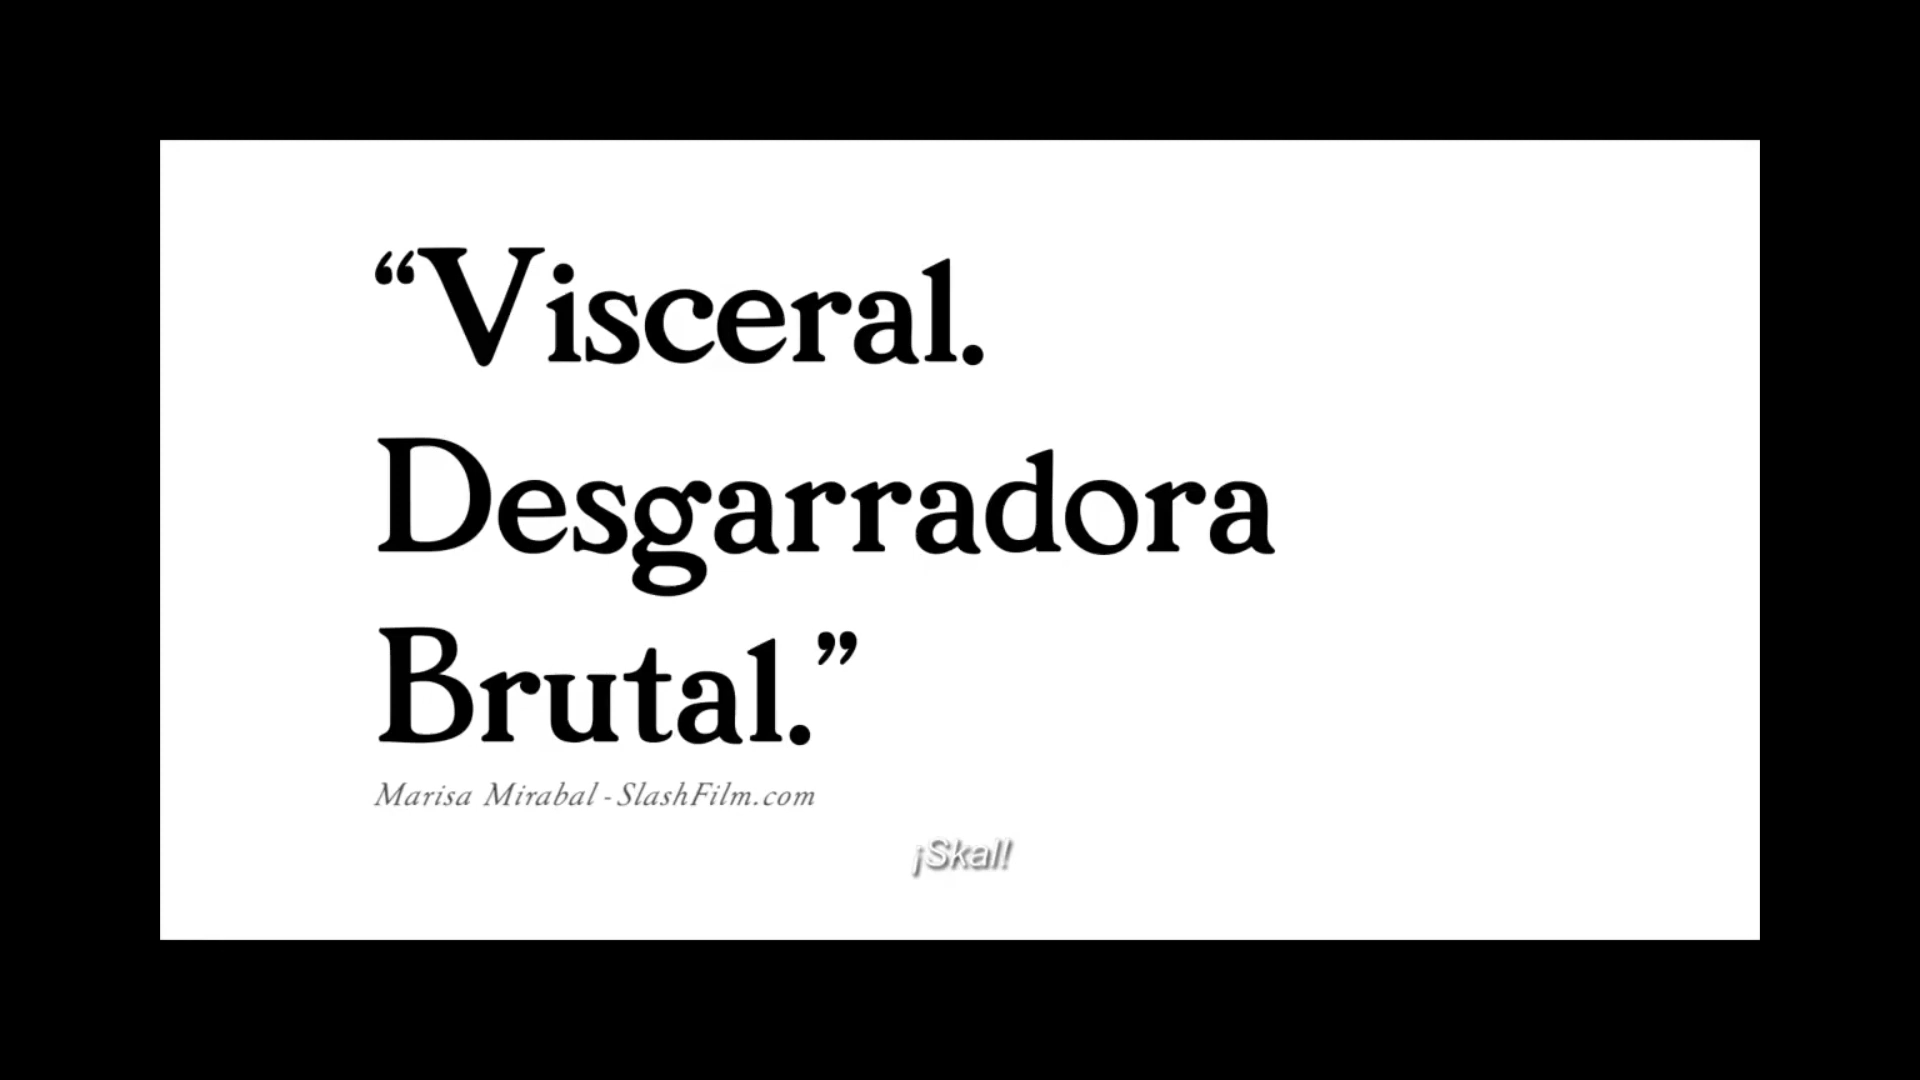 “Visceral.
Desgarradora
Brutal.”
Marisa Mirabal - SlashFilm.com
¡Skal!